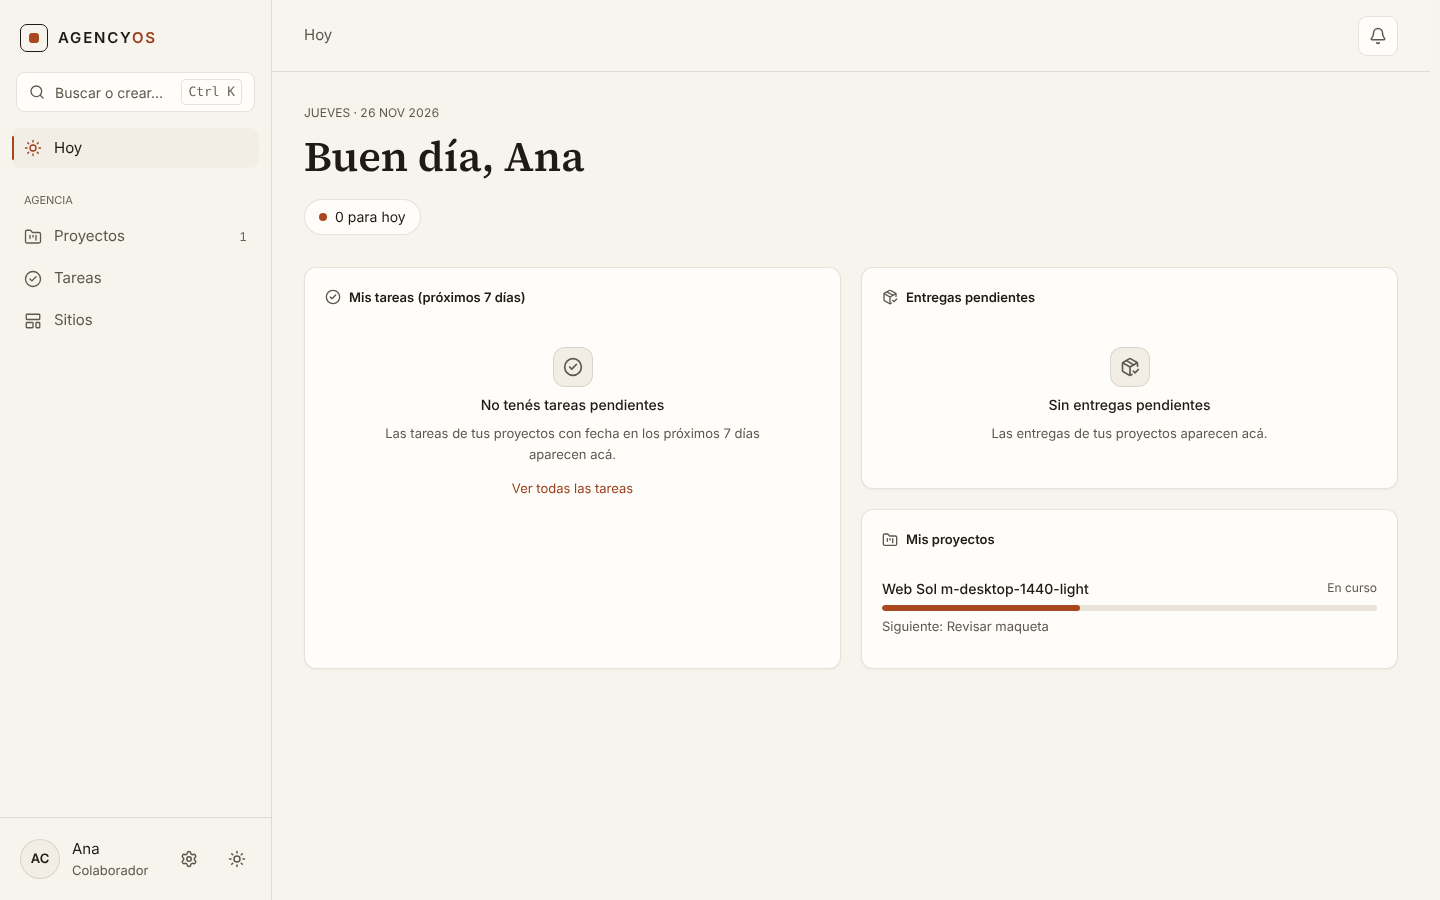 AGENCYOS
Buscar o crear...
Ctrl K
Hoy
AGENCIA
Proyectos 1
Tareas
Sitios
AC
Ana
Colaborador
Hoy
JUEVES · 26 NOV 2026
Buen día, Ana
0 para hoy
Mis tareas (próximos 7 días)
No tenés tareas pendientes
Las tareas de tus proyectos con fecha en los próximos 7 días
aparecen acá.
Ver todas las tareas
Entregas pendientes
Sin entregas pendientes
Las entregas de tus proyectos aparecen acá.
Mis proyectos
Web Sol m-desktop-1440-light En curso
Siguiente: Revisar maqueta